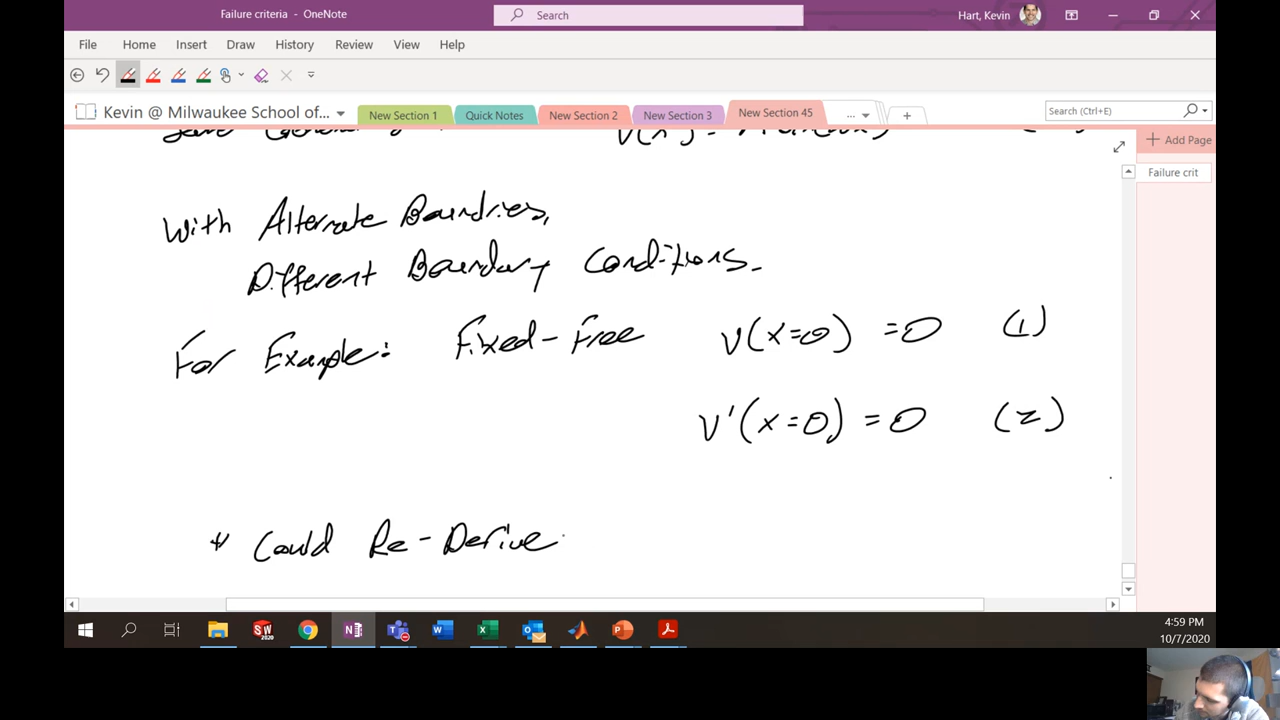 Failure criteria - OneNote
Search
Hart, Kevin
File Home Insert Draw History Review View Help
Kevin @ Milwaukee School of...
New Section 1
Quick Notes
New Section 2
New Section 3
New Section 45
...
+
Search (Ctrl+E)
+ Add Page
Failure crit
With Alternate Boundries,
Different Boundary Conditions.
For Example: Fixed-Free V(x=0) =0 (1)
V'(x=0) =0 (2)
* Could Re-Derive
4:59 PM
10/7/2020